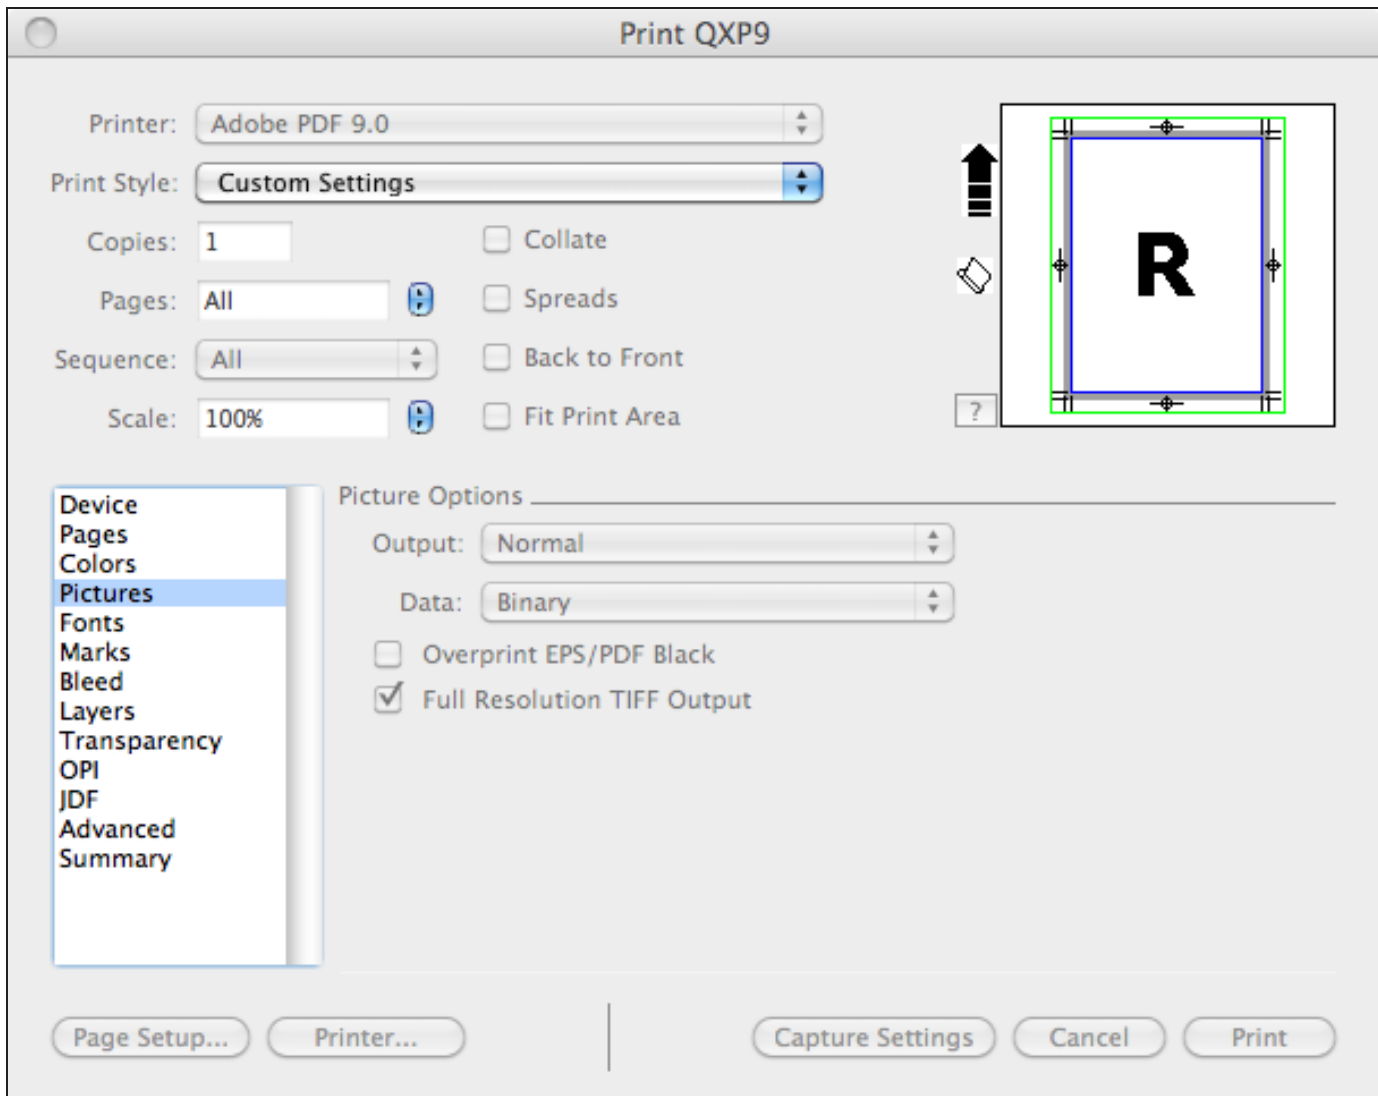 Print QXP9
Printer: Adobe PDF 9.0
Print Style: Custom Settings
Copies: 1 Collate
Pages: All Spreads
Sequence: All Back to Front
Scale: 100% Fit Print Area
R
?
Device
Pages
Colors
Pictures
Fonts
Marks
Bleed
Layers
Transparency
OPI
JDF
Advanced
Summary
Picture Options
Output: Normal
Data: Binary
Overprint EPS/PDF Black
Full Resolution TIFF Output
Page Setup... Printer... Capture Settings Cancel Print